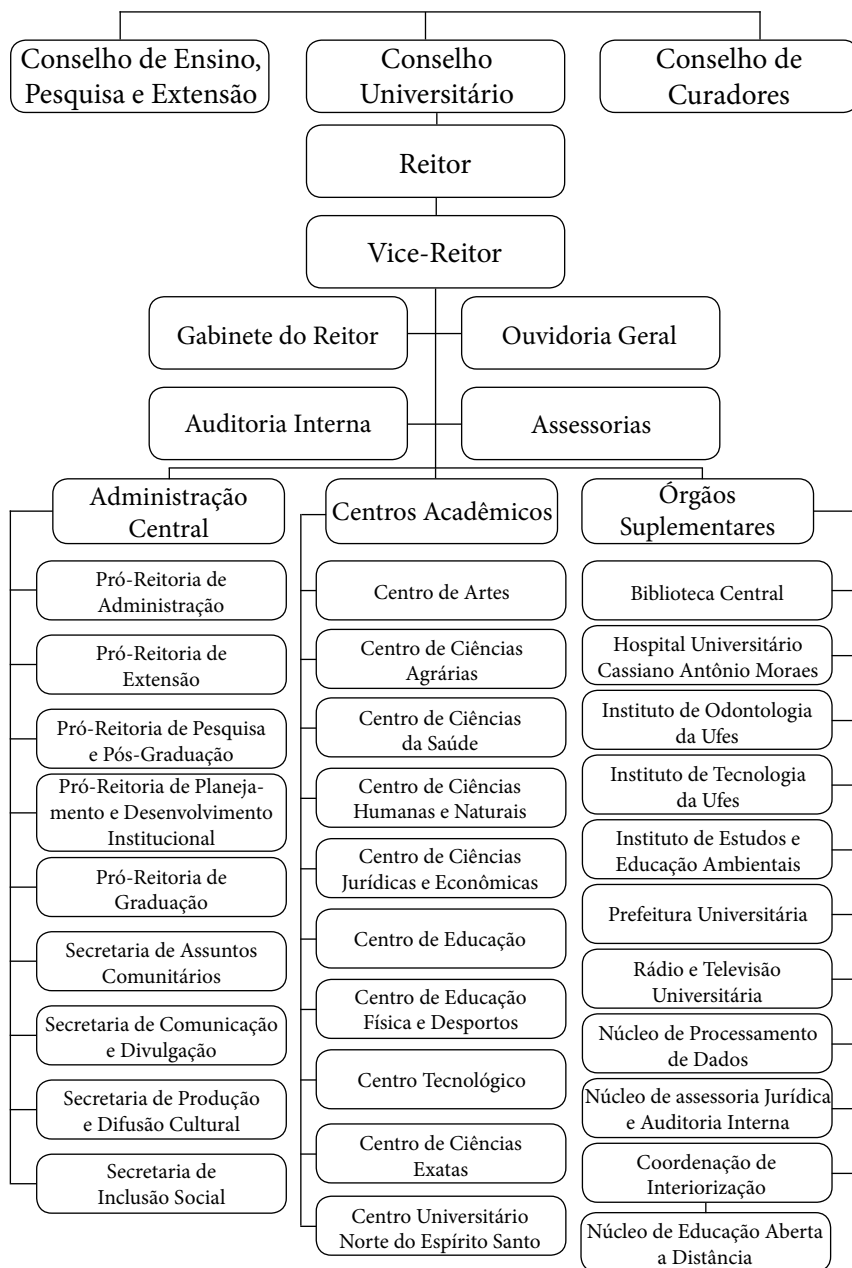 Conselho de Ensino,
Pesquisa e Extensão
Conselho
Universitário
Conselho de
Curadores
Reitor
Vice-Reitor
Gabinete do Reitor
Ouvidoria Geral
Auditoria Interna
Assessorias
Administração
Central
Pró-Reitoria de
Administração
Pró-Reitoria de
Extensão
Pró-Reitoria de Pesquisa
e Pós-Graduação
Pró-Reitoria de Planeja-
mento e Desenvolvimento
Institucional
Pró-Reitoria de
Graduação
Secretaria de Assuntos
Comunitários
Secretaria de Comunicação
e Divulgação
Secretaria de Produção
e Difusão Cultural
Secretaria de
Inclusão Social
Centros Acadêmicos
Centro de Artes
Centro de Ciências
Agrárias
Centro de Ciências
da Saúde
Centro de Ciências
Humanas e Naturais
Centro de Ciências
Jurídicas e Econômicas
Centro de Educação
Centro de Educação
Física e Desportos
Centro Tecnológico
Centro de Ciências
Exatas
Centro Universitário
Norte do Espírito Santo
Órgãos
Suplementares
Biblioteca Central
Hospital Universitário
Cassiano Antônio Moraes
Instituto de Odontologia
da Ufes
Instituto de Tecnologia
da Ufes
Instituto de Estudos e
Educação Ambientais
Prefeitura Universitária
Rádio e Televisão
Universitária
Núcleo de Processamento
de Dados
Núcleo de assessoria Jurídica
e Auditoria Interna
Coordenação de
Interiorização
Núcleo de Educação Aberta
a Distância